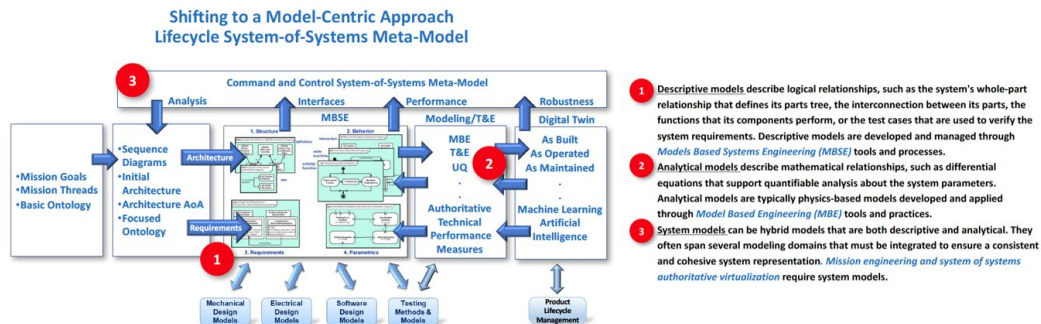 Shifting to a Model-Centric Approach
Lifecycle System-of-Systems Meta-Model
3
Command and Control System-of-Systems Meta-Model
Analysis
Interfaces
Performance
Robustness
MBSE
Modeling/T&E
Digital Twin
•Mission Goals
•Mission Threads
•Basic Ontology
•Sequence
Diagrams
•Initial
Architecture
•Architecture AoA
•Focused
Ontology
Architecture
Requirements
1. Structure
2. Behavior
3. Requirements
4. Parametrics
1
MBE
T&E
UQ
.
Authoritative
Technical
Performance
Measures
2
As Built
As Operated
As Maintained
.
Machine Learning
Artificial
Intelligence
Mechanical
Design
Models
Electrical
Design
Models
Software
Design
Models
Testing
Methods &
Models
Product
Lifecycle
Management
1
Descriptive models describe logical relationships, such as the system's whole-part
relationship that defines its parts tree, the interconnection between its parts, the
functions that its components perform, or the test cases that are used to verify the
system requirements. Descriptive models are developed and managed through
Models Based Systems Engineering (MBSE) tools and processes.
2
Analytical models describe mathematical relationships, such as differential
equations that support quantifiable analysis about the system parameters.
Analytical models are typically physics-based models developed and applied
through Model Based Engineering (MBE) tools and practices.
3
System models can be hybrid models that are both descriptive and analytical. They
often span several modeling domains that must be integrated to ensure a consistent
and cohesive system representation. Mission engineering and system of systems
authoritative virtualization require system models.